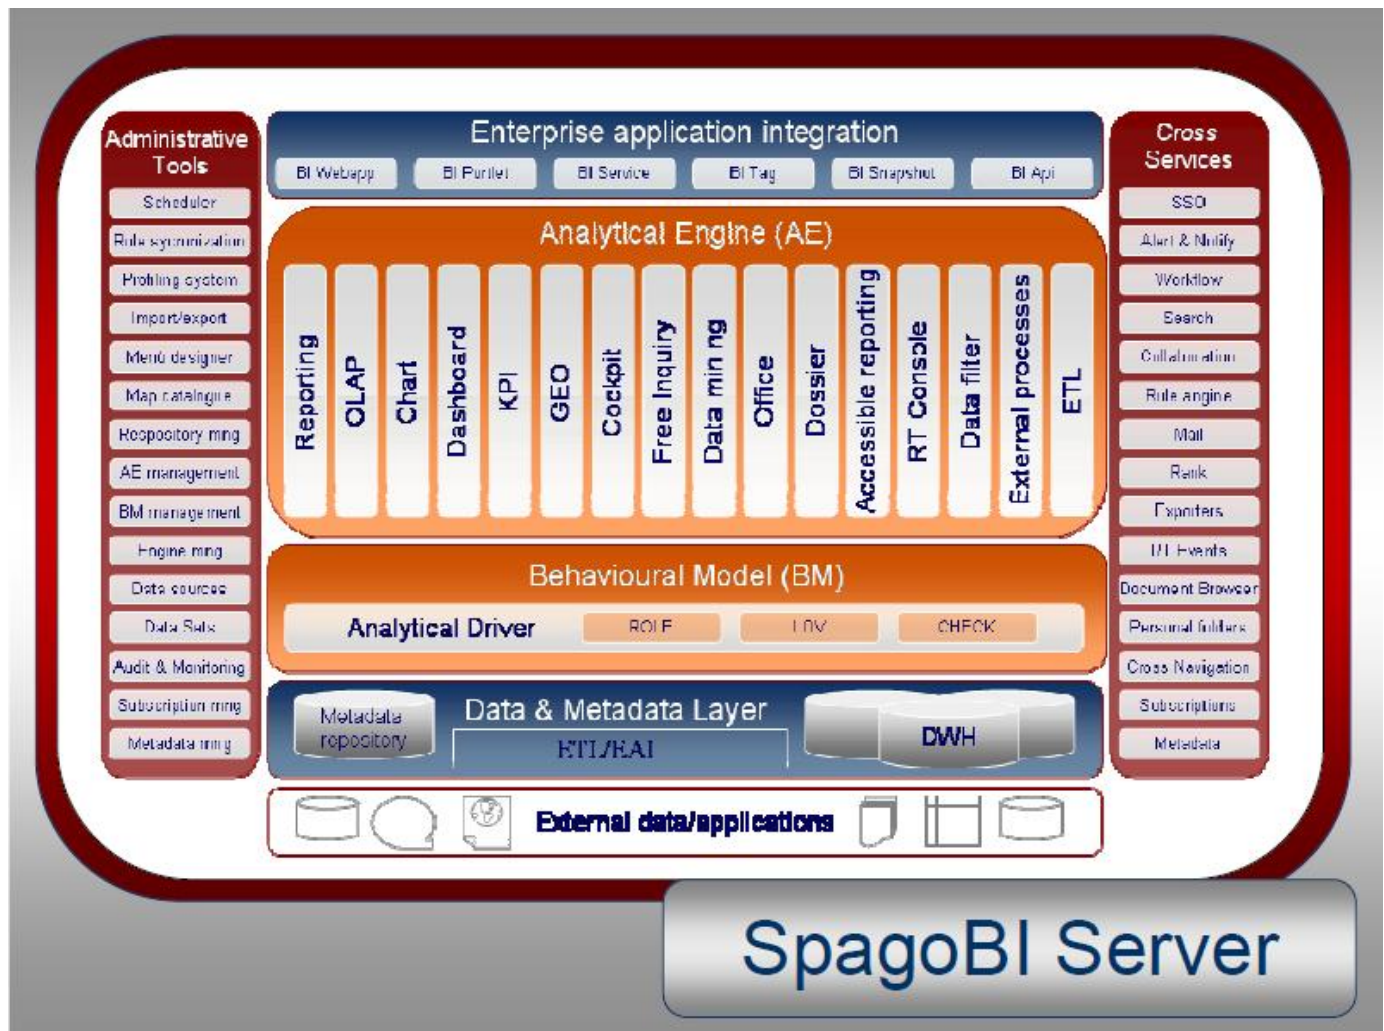 Administrative
Tools
Scheduler
Role sycronization
Profiling system
Import/export
Menù designer
Map catalogue
Respository mng
AE management
BM management
Engine mng
Data sources
Data Sets
Audit & Monitoring
Subscription mng
Metadata mng
Enterprise application integration
BI Webapp
BI Portlet
BI Service
BI Tag
BI Snapshot
BI Api
Analytical Engine (AE)
Reporting
OLAP
Chart
Dashboard
KPI
GEO
Cockpit
Free Inquiry
Data mining
Office
Dossier
Accessible reporting
RT Console
Data filter
External processes
ETL
Behavioural Model (BM)
Analytical Driver
ROLE
LOV
CHECK
Metadata
repository
Data & Metadata Layer
ETL/EAI
DWH
External data/applications
Cross
Services
SSO
Alert & Notify
Workflow
Search
Collaboration
Rule engine
Mail
Rank
Exporters
Events
Document Browser
Personal folders
Cross Navigation
Subscriptions
Metadata
SpagoBI Server